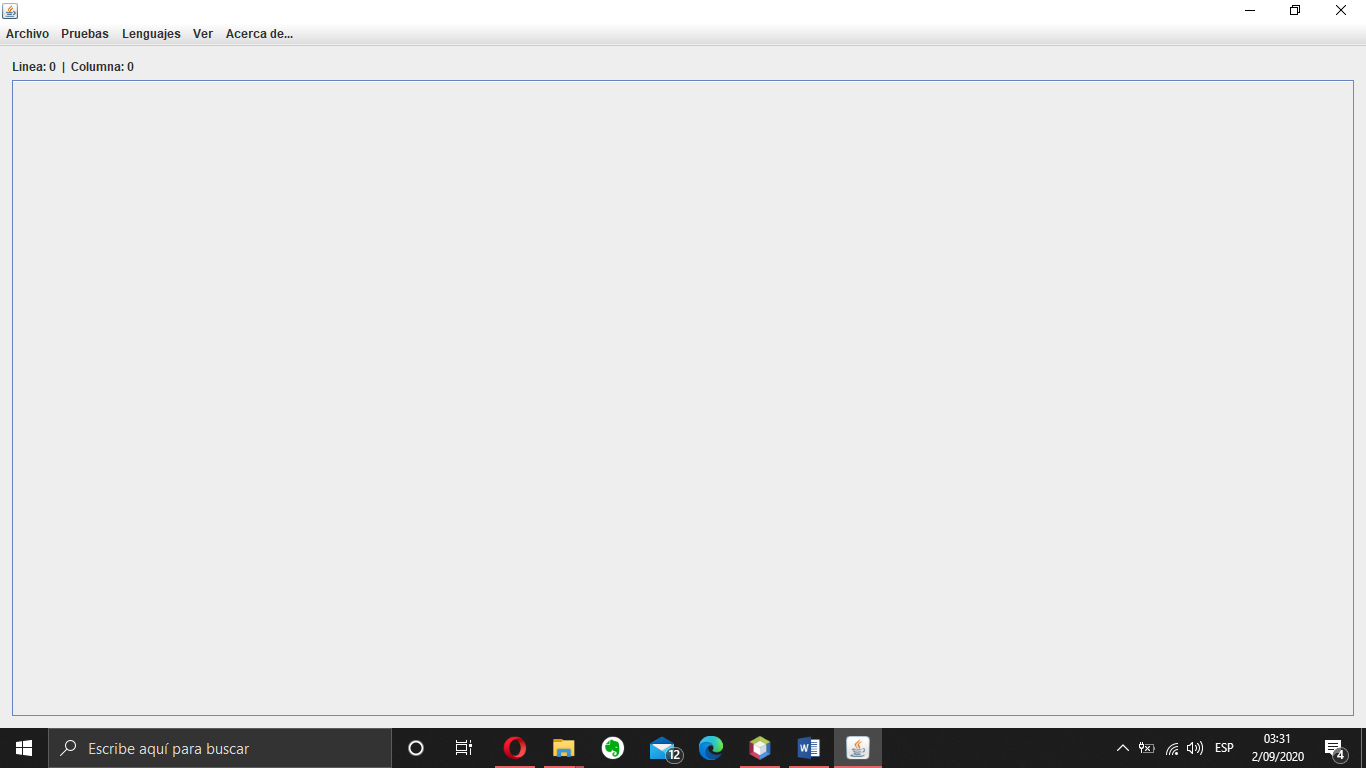 Archivo Pruebas Lenguajes Ver Acerca de...
Linea: 0 | Columna: 0
Escribe aquí para buscar
12
W
ESP
03:31
2/09/2020
4